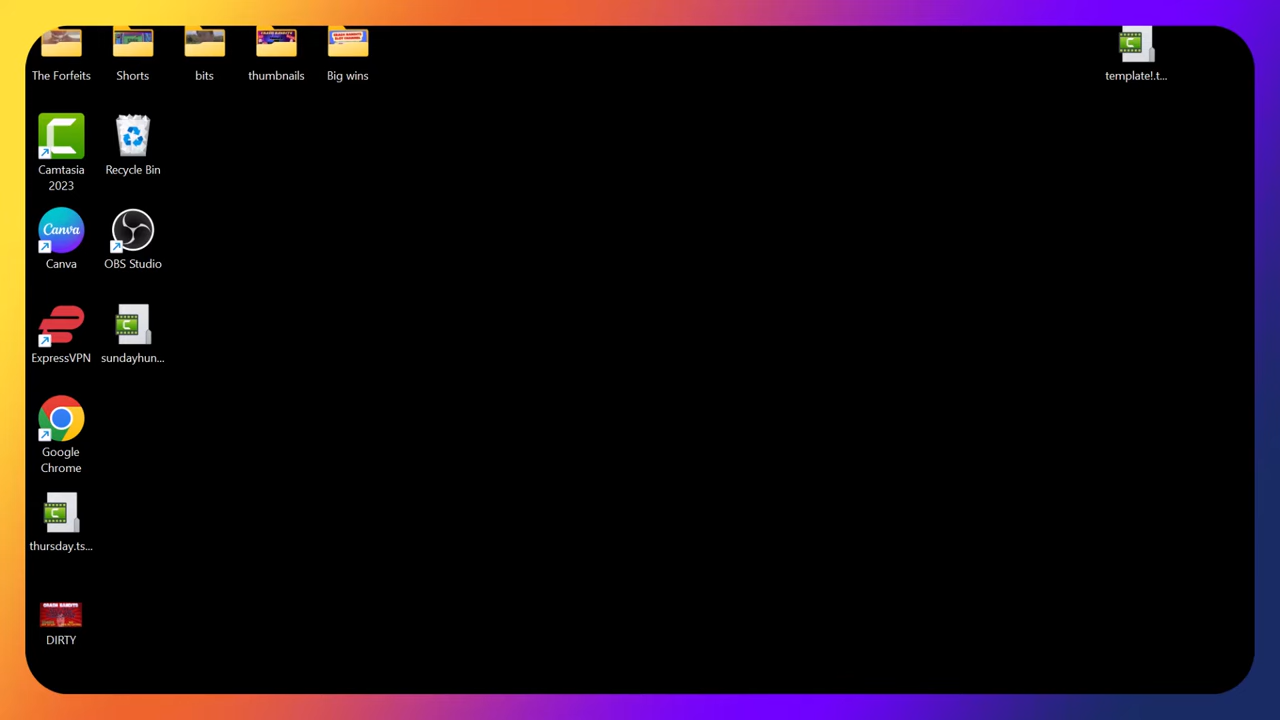 The Forfeits
Shorts
bits
thumbnails
Big wins
template!.t...
Camtasia
2023
Recycle Bin
Canva
Canva
OBS Studio
ExpressVPN
sundayhun...
Google
Chrome
thursday.ts...
DIRTY